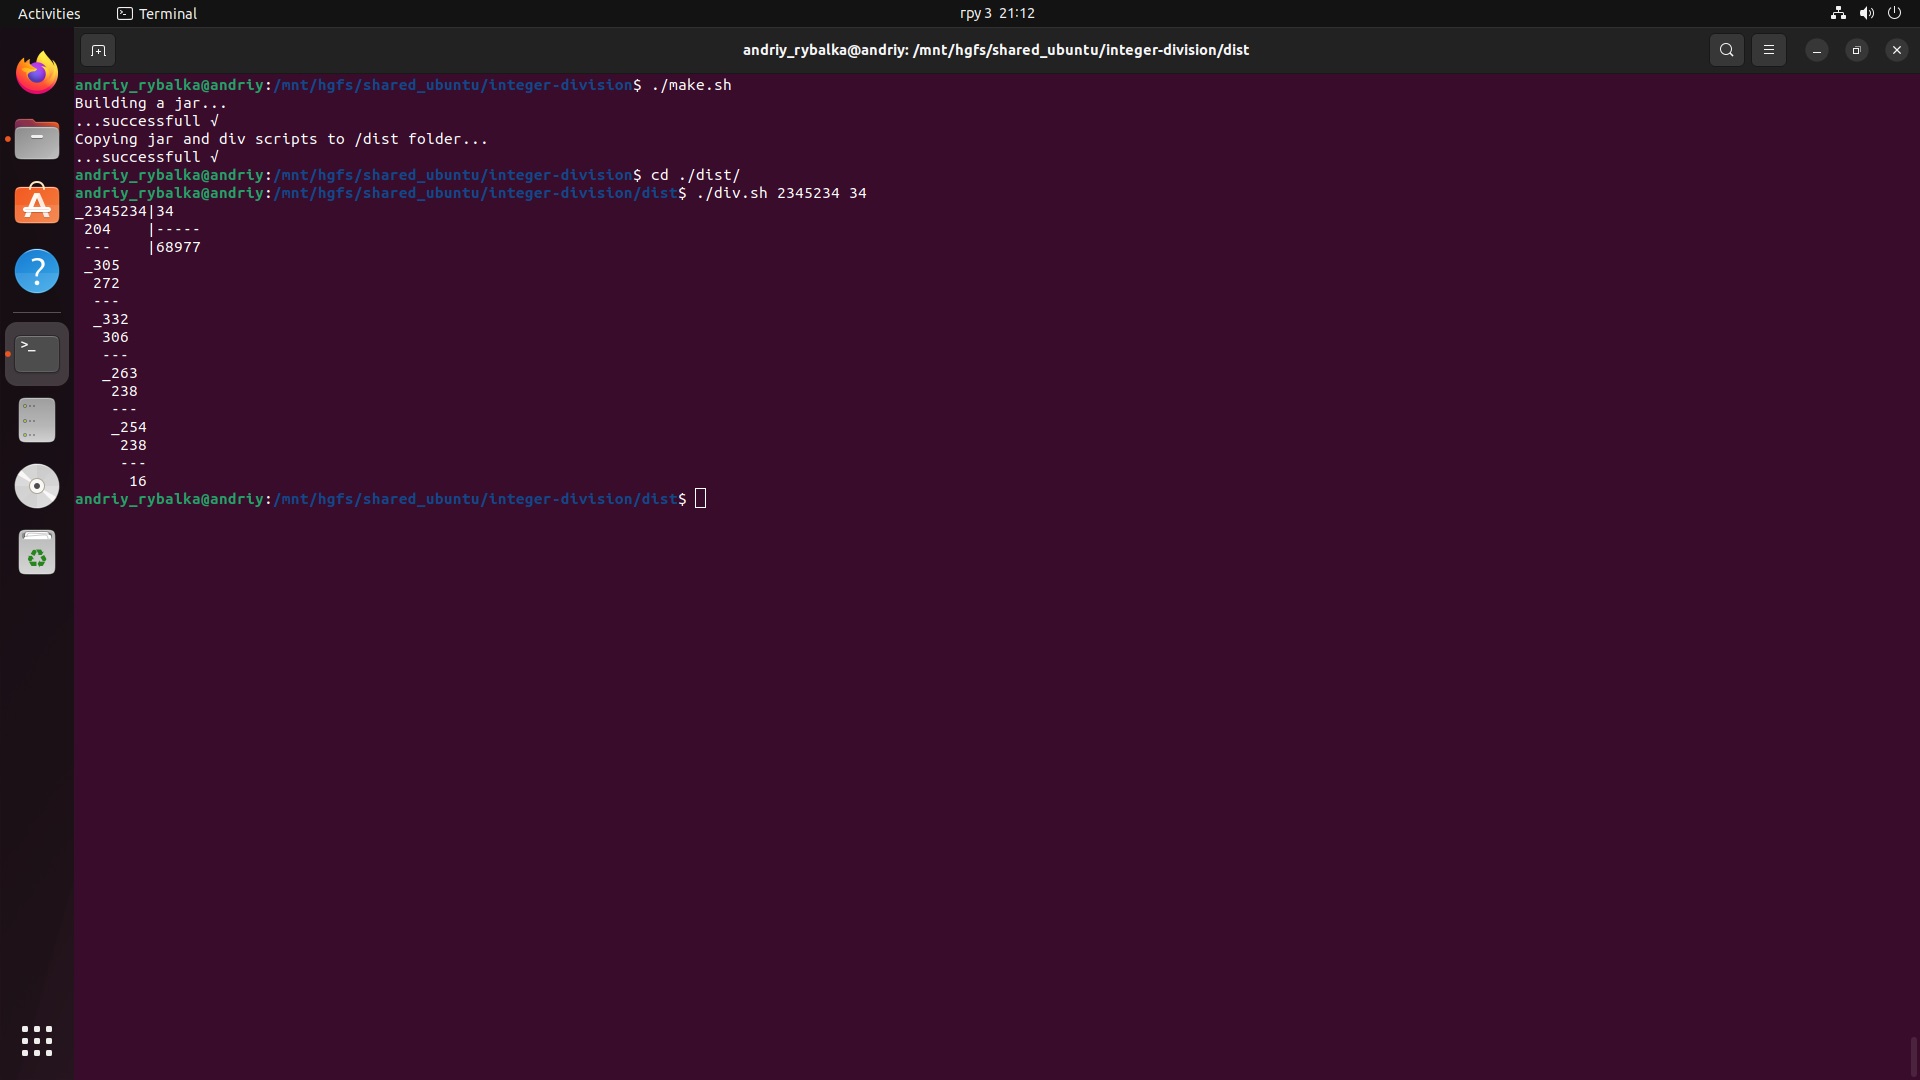 Activities Terminal гру 3 21:12
andriy_rybalka@andriy: /mnt/hgfs/shared_ubuntu/integer-division/dist
andriy_rybalka@andriy:/mnt/hgfs/shared_ubuntu/integer-division$ ./make.sh
Building a jar...
...successfull √
Copying jar and div scripts to /dist folder...
...successfull √
andriy_rybalka@andriy:/mnt/hgfs/shared_ubuntu/integer-division$ cd ./dist/
andriy_rybalka@andriy:/mnt/hgfs/shared_ubuntu/integer-division/dist$ ./div.sh 2345234 34
_2345234|34
 204    |-----
 ---    |68977
 _305
  272
  ---
  _332
   306
   ---
   _263
    238
    ---
    _254
     238
     ---
      16
andriy_rybalka@andriy:/mnt/hgfs/shared_ubuntu/integer-division/dist$